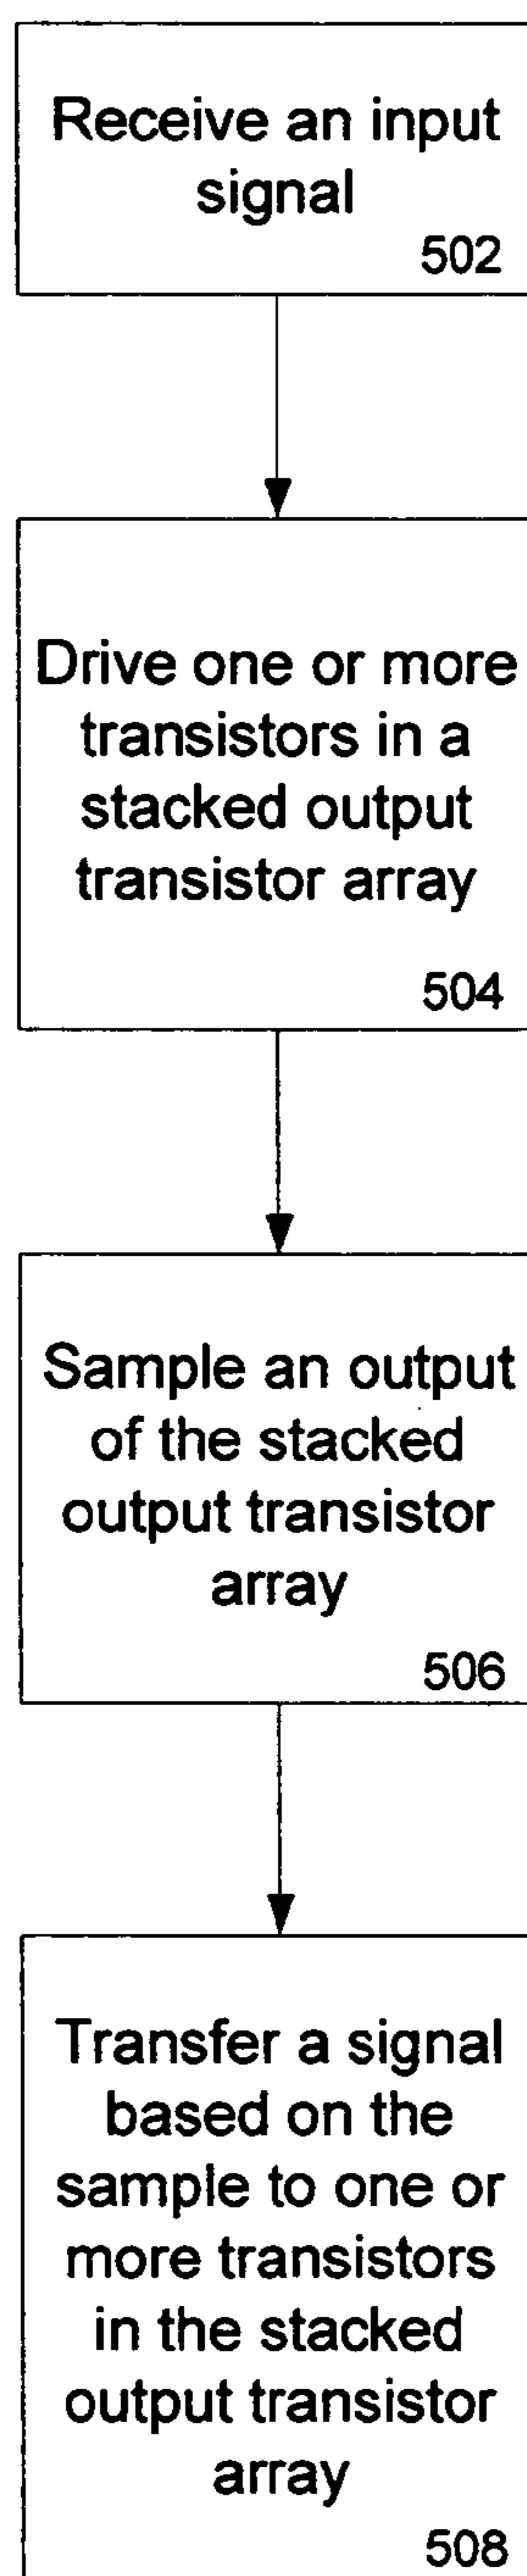 Receive an input
signal
502
Drive one or more
transistors in a
stacked output
transistor array
504
Sample an output
of the stacked
output transistor
array
506
Transfer a signal
based on the
sample to one or
more transistors
in the stacked
output transistor
array
508